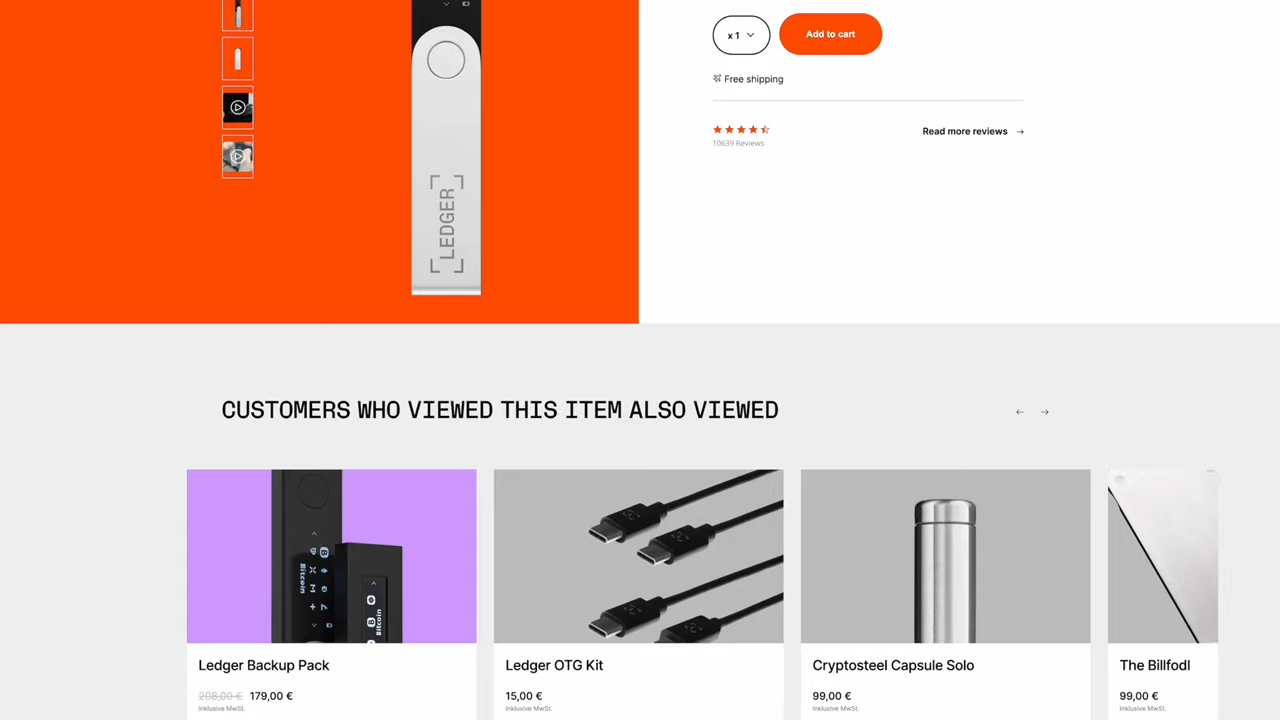 x 1
Add to cart
Free shipping
10639 Reviews
Read more reviews →
LEDGER
CUSTOMERS WHO VIEWED THIS ITEM ALSO VIEWED
← →
Bitcoin
Bitcoin
Ledger Backup Pack
208,00 € 179,00 €
Inklusive MwSt.
Ledger OTG Kit
15,00 €
Inklusive MwSt.
Cryptosteel Capsule Solo
99,00 €
Inklusive MwSt.
The Billfodl
99,00 €
Inklusive MwSt.